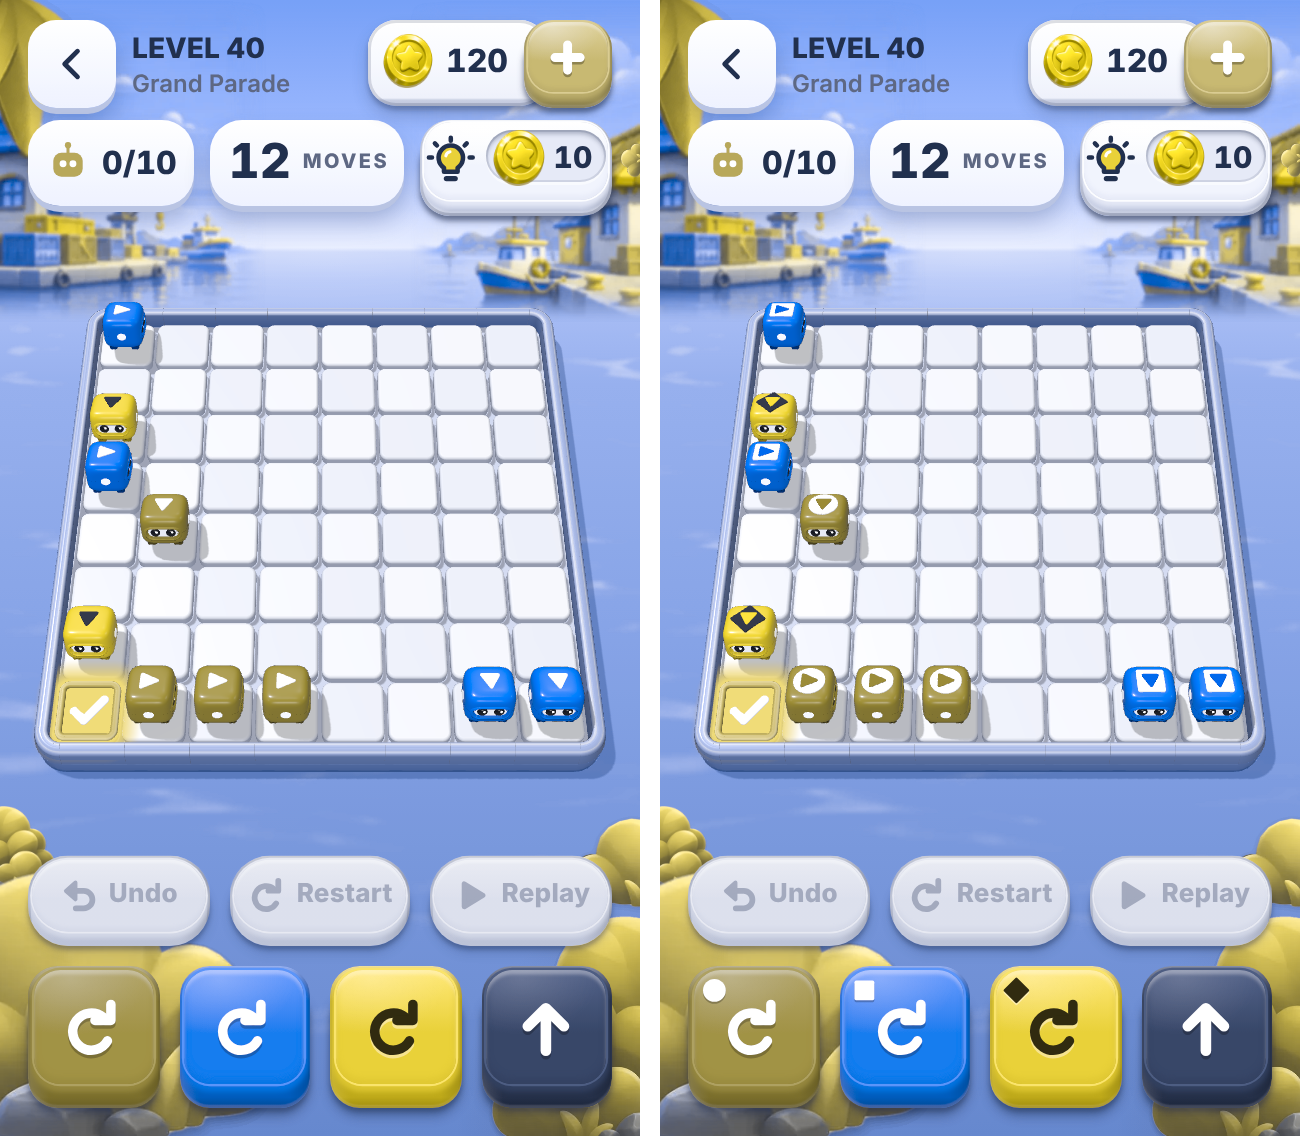 LEVEL 40
Grand Parade
120
0/10
12 MOVES
10
Undo
Restart
Replay
LEVEL 40
Grand Parade
120
0/10
12 MOVES
10
Undo
Restart
Replay